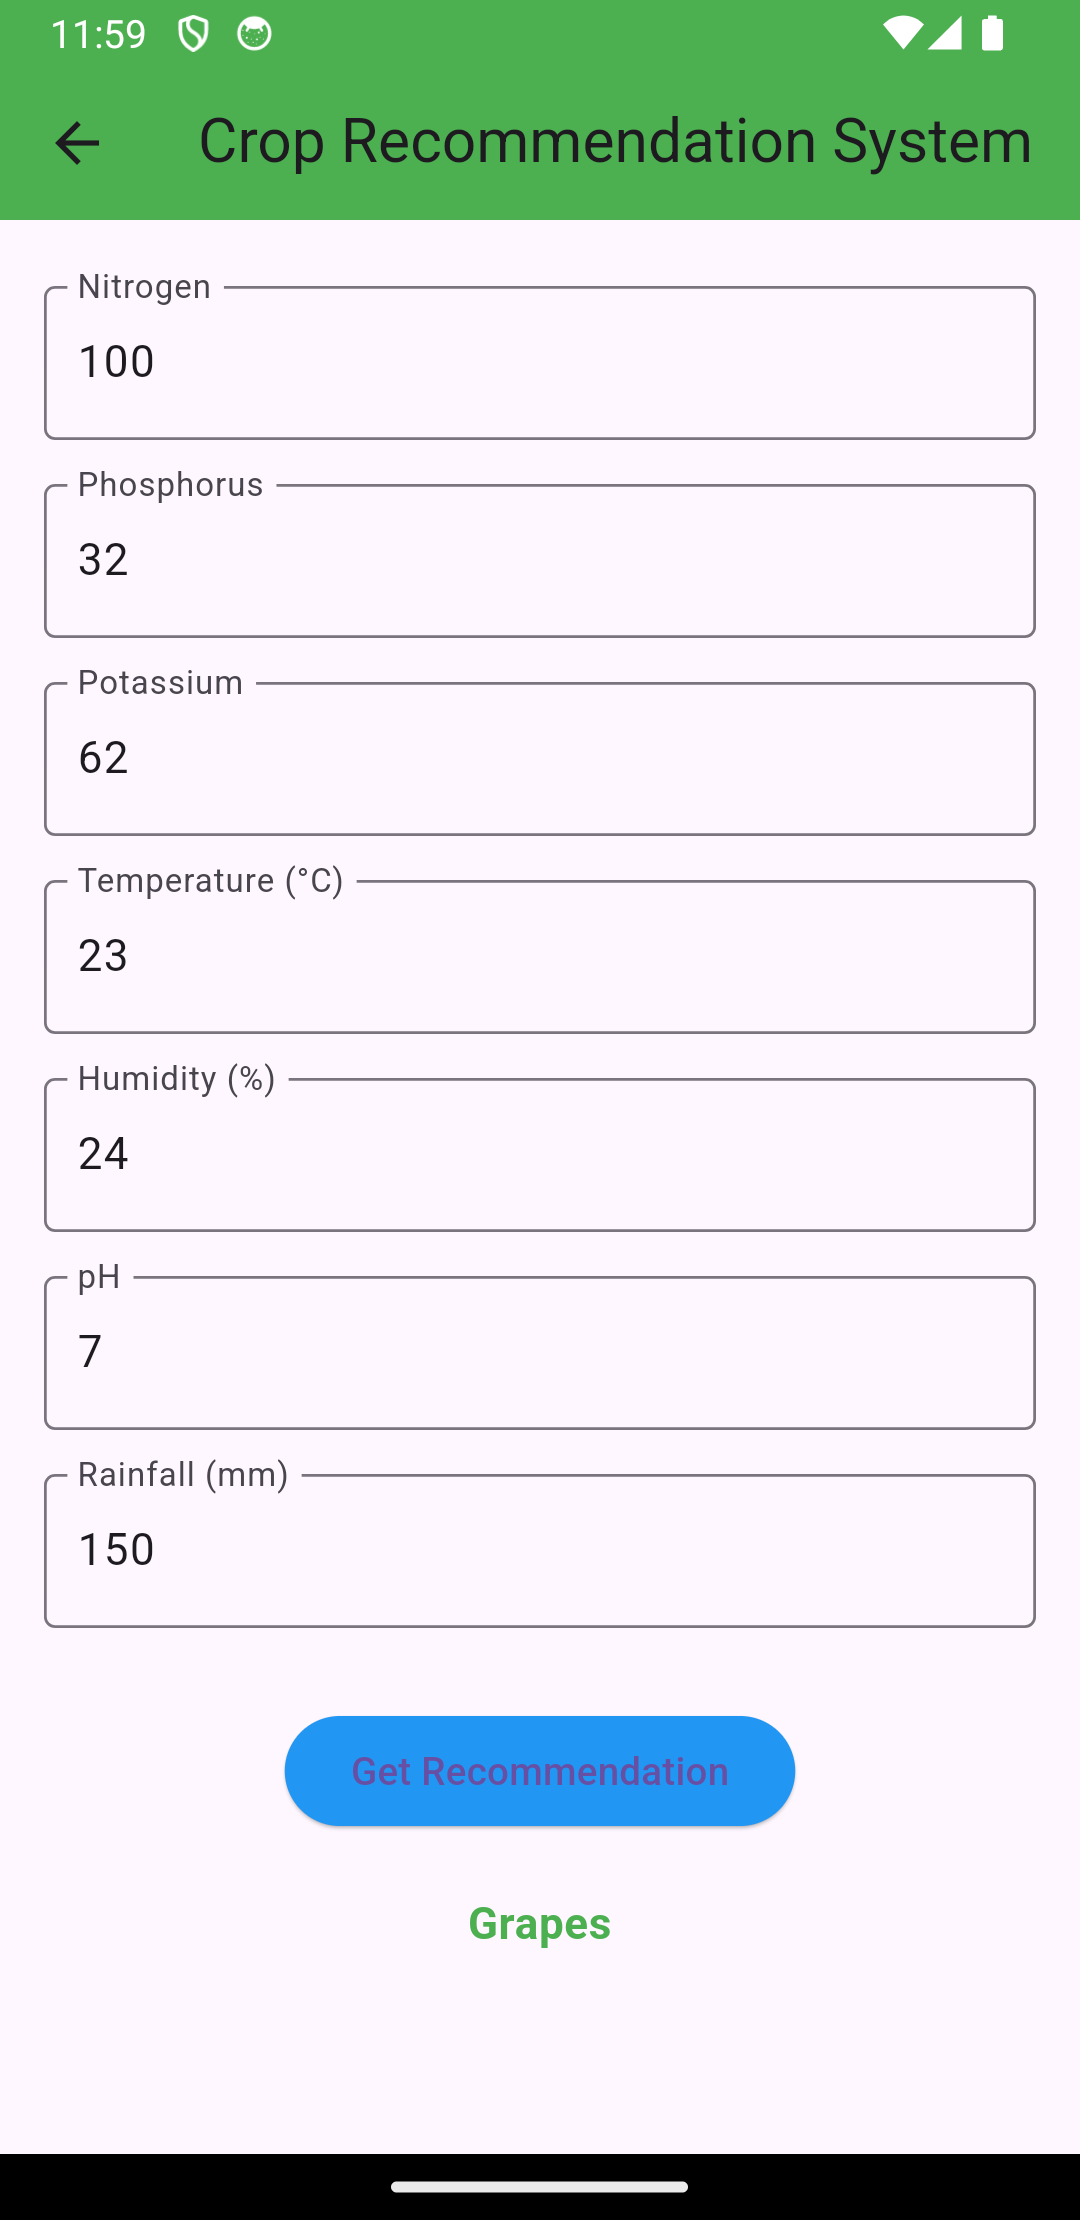 11:59
Crop Recommendation System
Nitrogen
100
Phosphorus
32
Potassium
62
Temperature (°C)
23
Humidity (%)
24
pH
7
Rainfall (mm)
150
Get Recommendation
Grapes